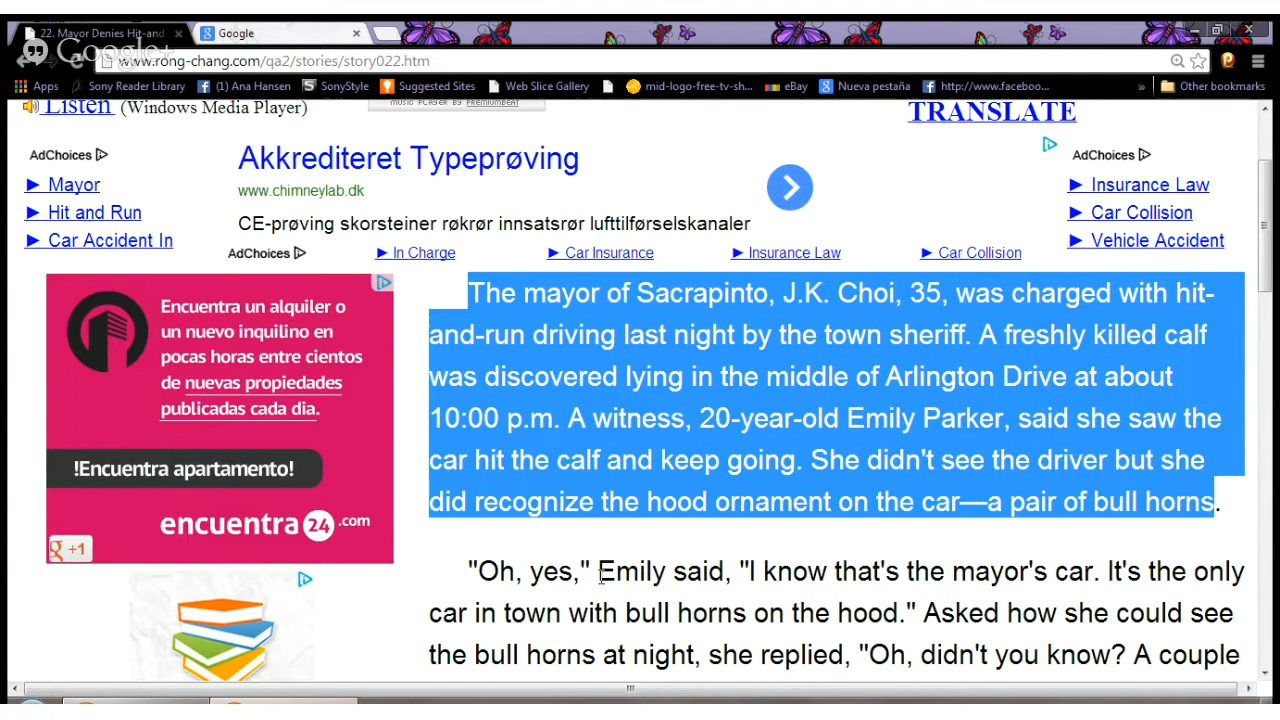 22. Mayor Denies Hit-and
Google
Google+
www.rong-chang.com/qa2/stories/story022.htm
Apps
Sony Reader Library
(1) Ana Hansen
SonyStyle
Suggested Sites
Web Slice Gallery
mid-logo-free-tv-sh...
eBay
Nueva pestaña
http://www.faceboo...
»
Other bookmarks
Listen (Windows Media Player)
MUSIC PLAYER BY PREMIUMBEAT
TRANSLATE
AdChoices
► Mayor
► Hit and Run
► Car Accident In
Akkrediteret Typeprøving
www.chimneylab.dk
CE-prøving skorsteiner røkrør innsatsrør lufttilførselskanaler
AdChoices
► Insurance Law
► Car Collision
► Vehicle Accident
AdChoices
► In Charge
► Car Insurance
► Insurance Law
► Car Collision
Encuentra un alquiler o
un nuevo inquilino en
pocas horas entre cientos
de nuevas propiedades
publicadas cada dia.
!Encuentra apartamento!
encuentra24.com
g +1
The mayor of Sacrapinto, J.K. Choi, 35, was charged with hit-
and-run driving last night by the town sheriff. A freshly killed calf
was discovered lying in the middle of Arlington Drive at about
10:00 p.m. A witness, 20-year-old Emily Parker, said she saw the
car hit the calf and keep going. She didn't see the driver but she
did recognize the hood ornament on the car—a pair of bull horns.
"Oh, yes," Emily said, "I know that's the mayor's car. It's the only
car in town with bull horns on the hood." Asked how she could see
the bull horns at night, she replied, "Oh, didn't you know? A couple